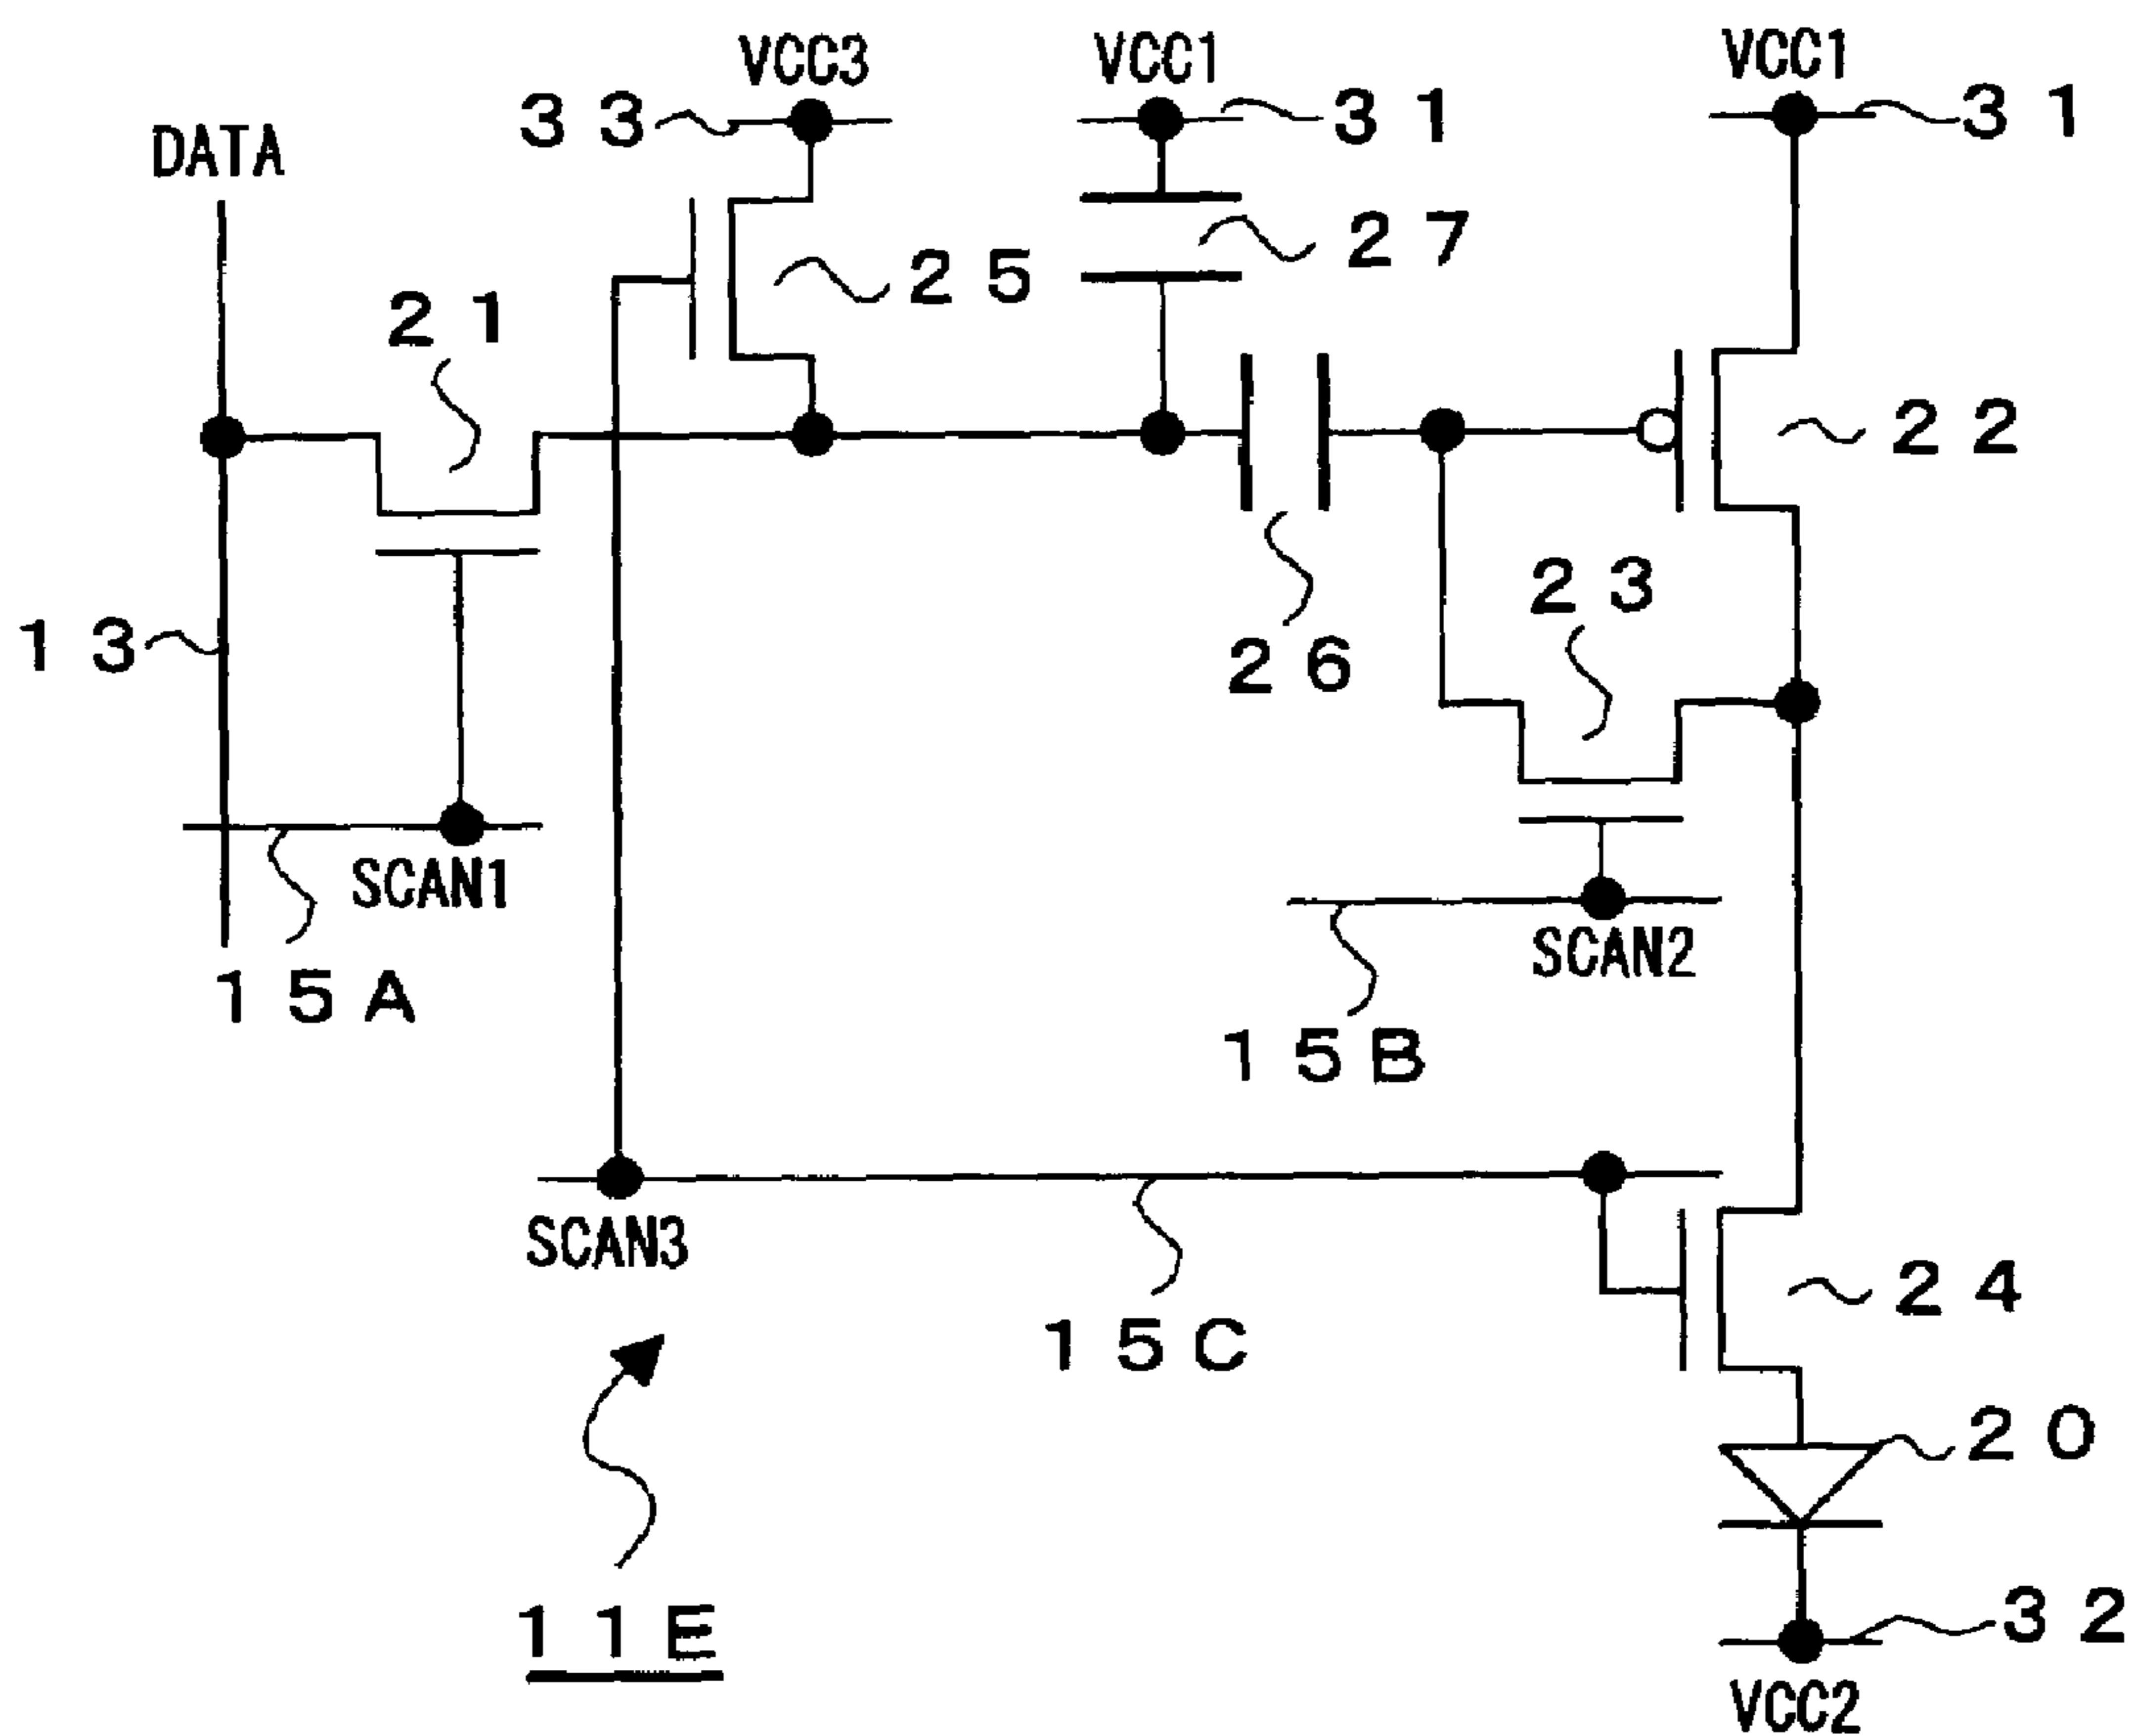 VCC3
VCC1
VCC1
33
31
31
DATA
27
25
21
22
23
13
26
SCAN1
SCAN2
15A
15B
SCAN3
24
15C
20
11E
32
VCC2